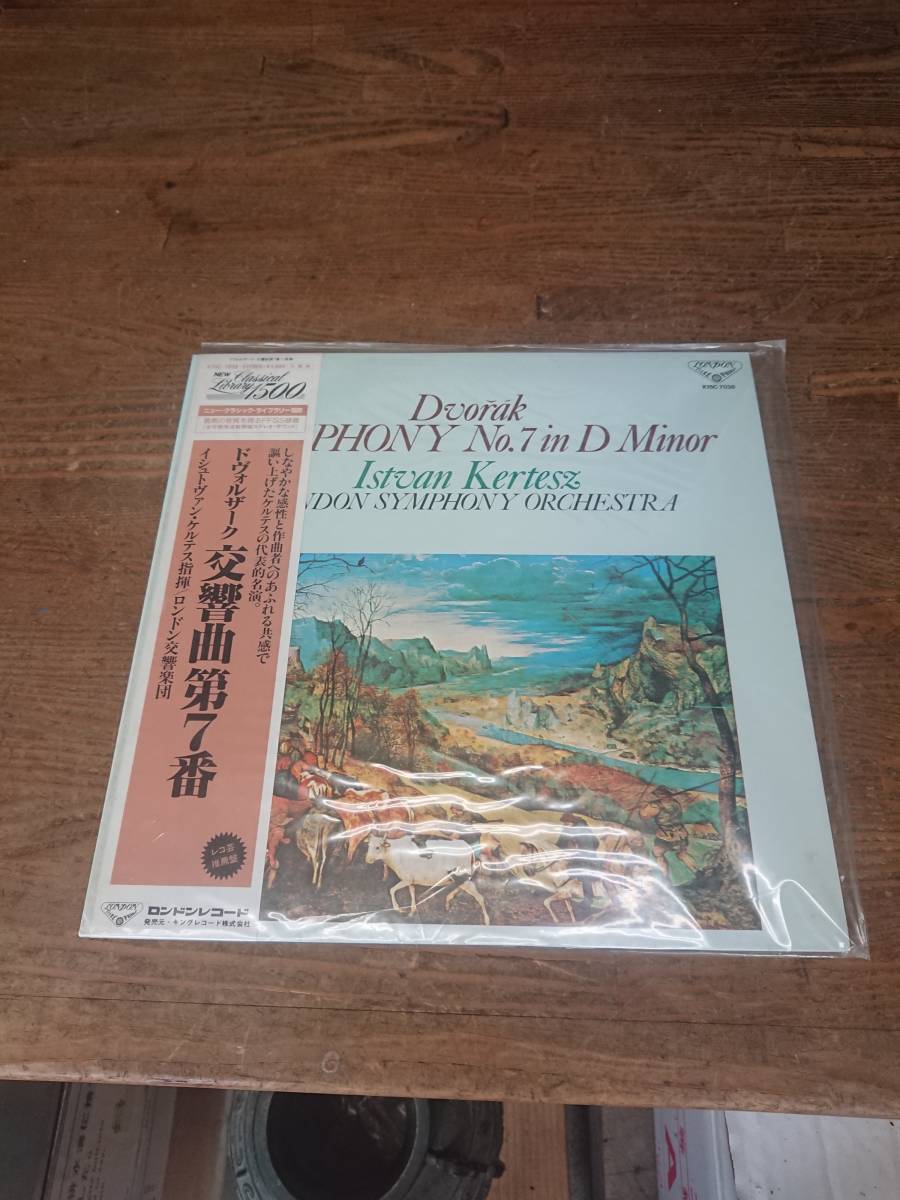 NEW Classical
Library 1500
ニュー・クラシック・ライブラリー1500
しなやかな感性と作曲者へのあふれる共感で
謳い上げたケルテスの代表的名演。
ドヴォルザーク 交響曲 第7番
イシュトヴァン・ケルテス指揮/ロンドン交響楽団
レコ芸
推薦盤
LONDON
ロンドンレコード
発売元・キングレコード株式会社
LONDON
K15C-7038
Dvořák
PHONY No.7 in D Minor
Istvan Kertesz
NDON SYMPHONY ORCHESTRA